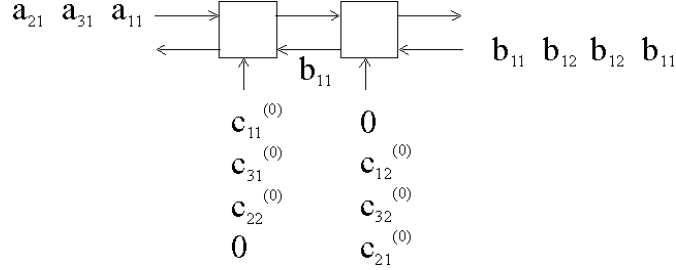 a₂₁ a₃₁ a₁₁
b₁₁ b₁₁ b₁₂ b₁₂ b₁₁
c₁₁⁽⁰⁾ 0
c₃₁⁽⁰⁾ c₁₂⁽⁰⁾
c₂₂⁽⁰⁾ c₃₂⁽⁰⁾
0 c₂₁⁽⁰⁾